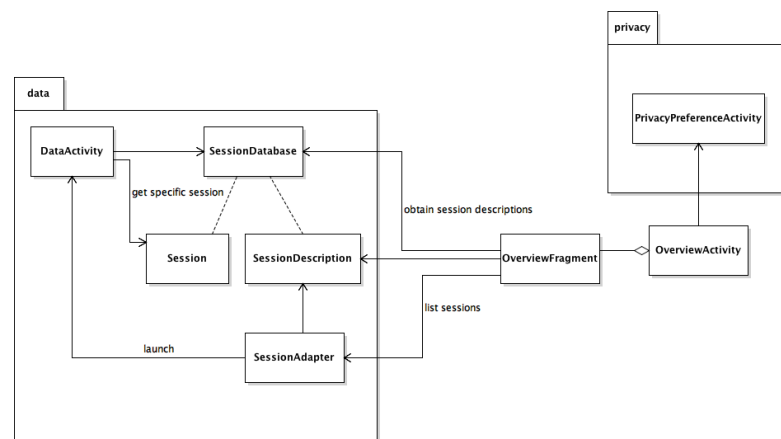 privacy
data
PrivacyPreferenceActivity
DataActivity
SessionDatabase
get specific session
obtain session descriptions
Session
SessionDescription
OverviewFragment
OverviewActivity
list sessions
launch
SessionAdapter